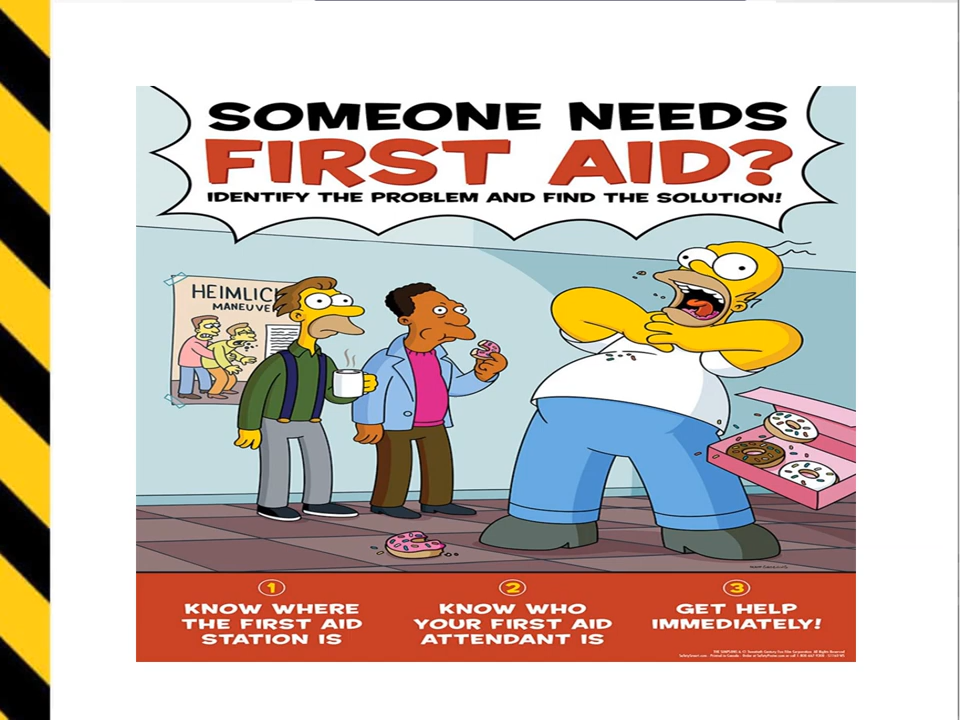 SOMEONE NEEDS
FIRST AID?
IDENTIFY THE PROBLEM AND FIND THE SOLUTION!
HEIMLICH
MANEUVER
1
KNOW WHERE
THE FIRST AID
STATION IS
2
KNOW WHO
YOUR FIRST AID
ATTENDANT IS
3
GET HELP
IMMEDIATELY!